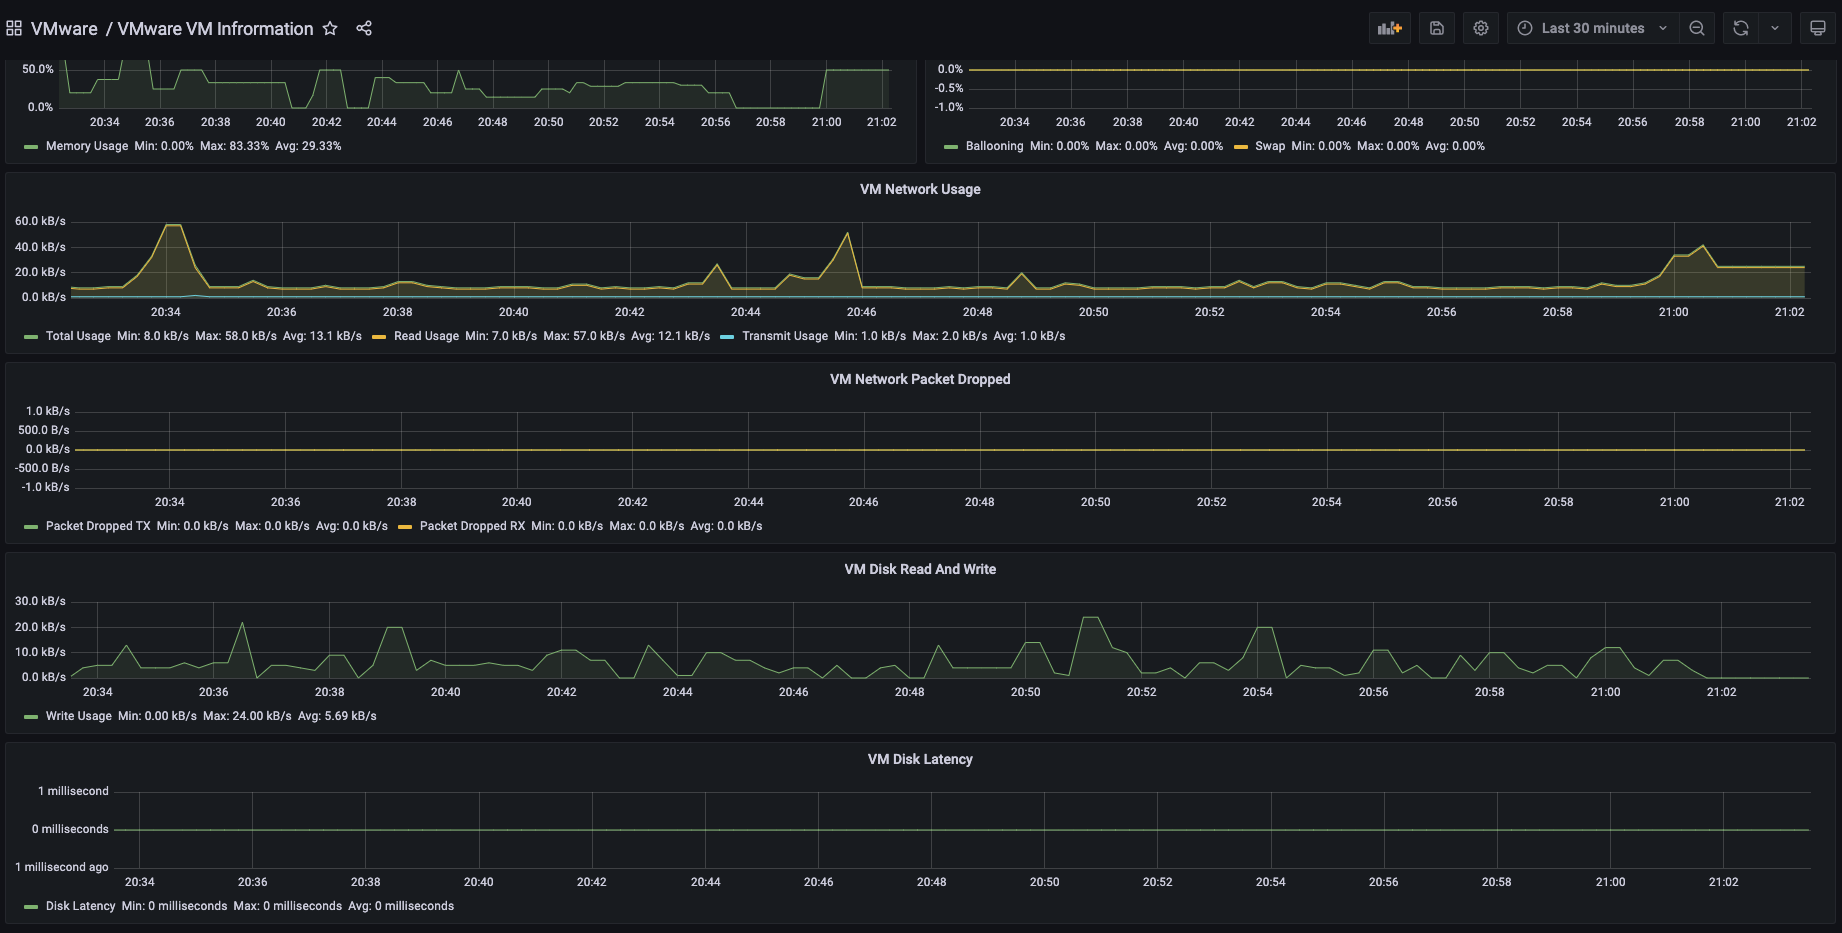 VMware / VMware VM Infrormation
Last 30 minutes
50.0%
0.0%
20:34 20:36 20:38 20:40 20:42 20:44 20:46 20:48 20:50 20:52 20:54 20:56 20:58 21:00 21:02
Memory Usage Min: 0.00% Max: 83.33% Avg: 29.33%
0.0%
-0.5%
-1.0%
20:34 20:36 20:38 20:40 20:42 20:44 20:46 20:48 20:50 20:52 20:54 20:56 20:58 21:00 21:02
Ballooning Min: 0.00% Max: 0.00% Avg: 0.00% Swap Min: 0.00% Max: 0.00% Avg: 0.00%
VM Network Usage
60.0 kB/s
40.0 kB/s
20.0 kB/s
0.0 kB/s
20:34 20:36 20:38 20:40 20:42 20:44 20:46 20:48 20:50 20:52 20:54 20:56 20:58 21:00 21:02
Total Usage Min: 8.0 kB/s Max: 58.0 kB/s Avg: 13.1 kB/s Read Usage Min: 7.0 kB/s Max: 57.0 kB/s Avg: 12.1 kB/s Transmit Usage Min: 1.0 kB/s Max: 2.0 kB/s Avg: 1.0 kB/s
VM Network Packet Dropped
1.0 kB/s
500.0 B/s
0.0 kB/s
-500.0 B/s
-1.0 kB/s
20:34 20:36 20:38 20:40 20:42 20:44 20:46 20:48 20:50 20:52 20:54 20:56 20:58 21:00 21:02
Packet Dropped TX Min: 0.0 kB/s Max: 0.0 kB/s Avg: 0.0 kB/s Packet Dropped RX Min: 0.0 kB/s Max: 0.0 kB/s Avg: 0.0 kB/s
VM Disk Read And Write
30.0 kB/s
20.0 kB/s
10.0 kB/s
0.0 kB/s
20:34 20:36 20:38 20:40 20:42 20:44 20:46 20:48 20:50 20:52 20:54 20:56 20:58 21:00 21:02
Write Usage Min: 0.00 kB/s Max: 24.00 kB/s Avg: 5.69 kB/s
VM Disk Latency
1 millisecond
0 milliseconds
1 millisecond ago
20:34 20:36 20:38 20:40 20:42 20:44 20:46 20:48 20:50 20:52 20:54 20:56 20:58 21:00 21:02
Disk Latency Min: 0 milliseconds Max: 0 milliseconds Avg: 0 milliseconds